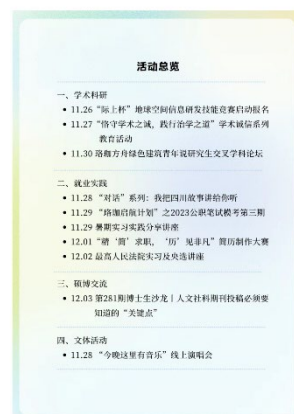 活动总览
一、学术科研
• 11.26 “际上杯”地球空间信息研发技能竞赛启动报名
• 11.27 “恪守学术之诚，践行治学之道”学术诚信系列
教育活动
• 11.30 珞珈方舟绿色建筑青年说研究生交叉学科论坛
二、就业实践
• 11.28 “对话”系列：我把四川故事讲给你听
• 11.29 “珞珈启航计划”之2023公职笔试模考第三期
• 11.29 暑期实习实践分享讲座
• 12.01 “精‘简’求职，‘历’见非凡”简历制作大赛
• 12.02 最高人民法院实习及央选讲座
三、硕博交流
• 12.03 第281期博士生沙龙丨人文社科期刊投稿必须要
知道的“关键点”
四、文体活动
• 11.28 “今晚这里有音乐”线上演唱会